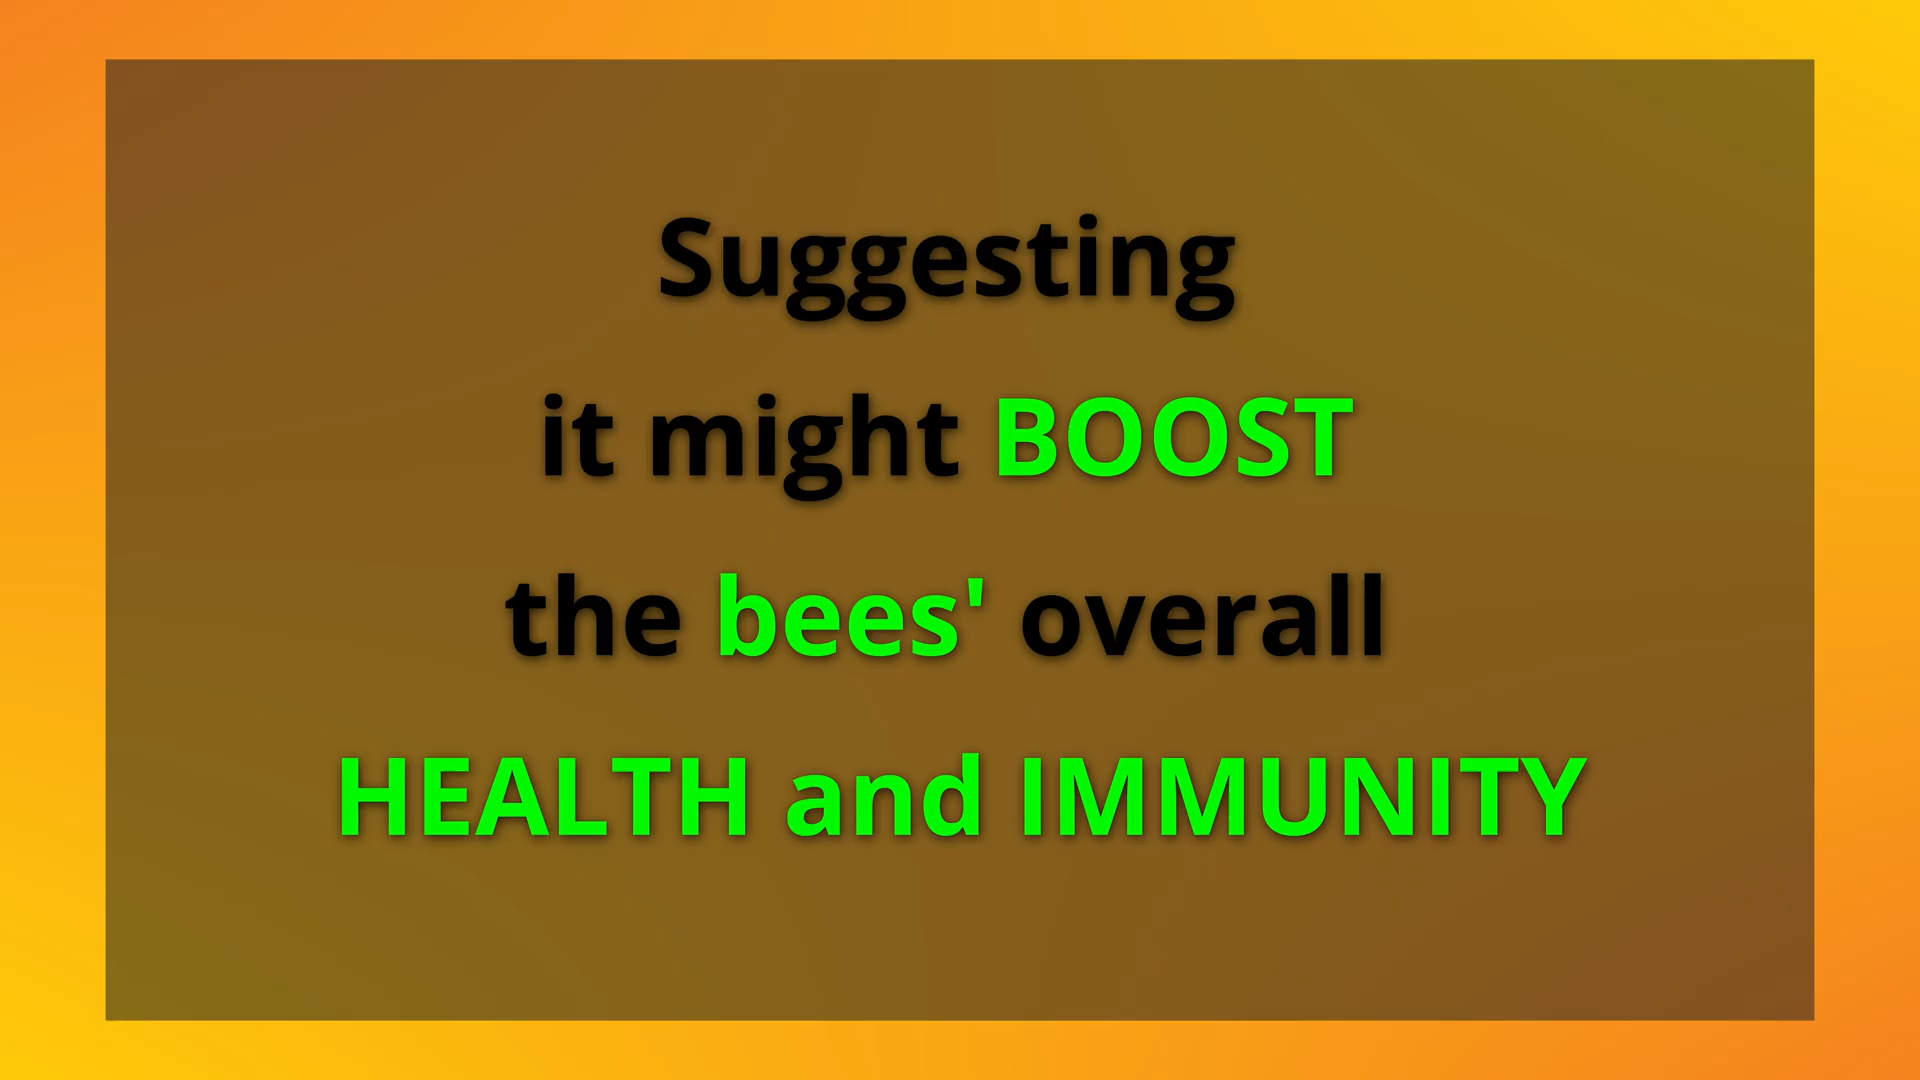 Suggesting
it might BOOST
the bees' overall
HEALTH and IMMUNITY